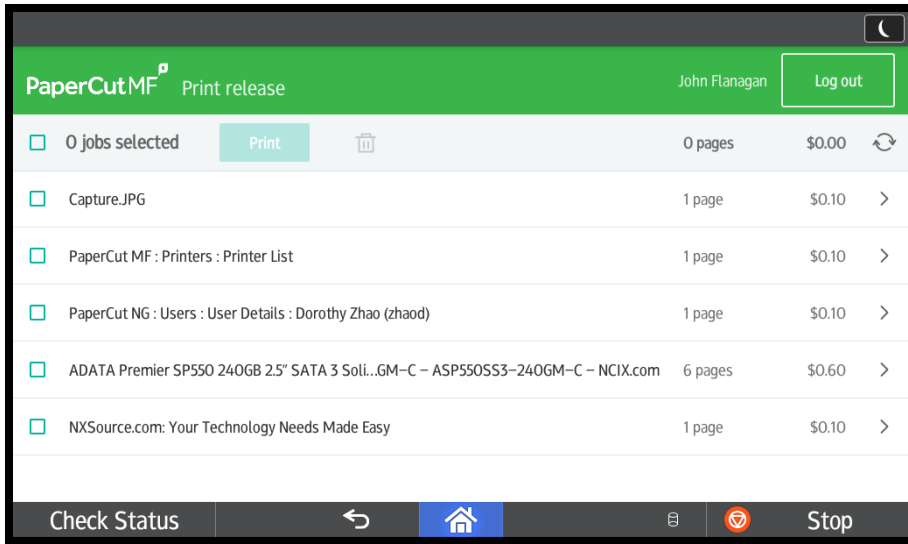 PaperCut MF Print release John Flanagan Log out
0 jobs selected Print 0 pages $0.00
Capture.JPG 1 page $0.10
PaperCut MF : Printers : Printer List 1 page $0.10
PaperCut NG : Users : User Details : Dorothy Zhao (zhaod) 1 page $0.10
ADATA Premier SP550 240GB 2.5″ SATA 3 Soli...GM-C – ASP550SS3-240GM-C – NCIX.com 6 pages $0.60
NXSource.com: Your Technology Needs Made Easy 1 page $0.10
Check Status Stop